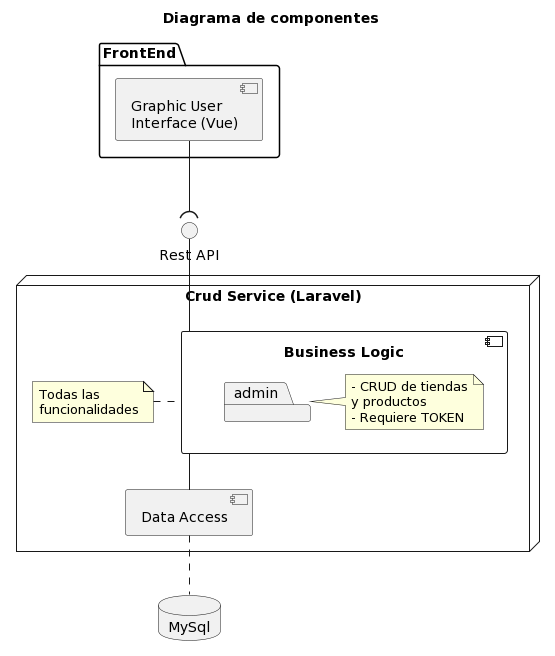 Diagrama de componentes
FrontEnd
Graphic User
Interface (Vue)
Rest API
Crud Service (Laravel)
Business Logic
Todas las
funcionalidades
admin
- CRUD de tiendas
y productos
- Requiere TOKEN
Data Access
MySql